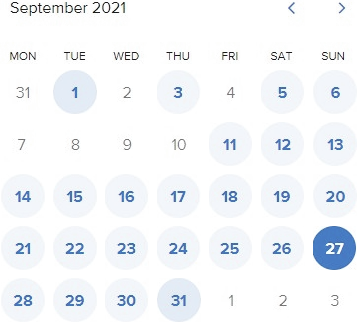 September 2021
MON TUE WED THU FRI SAT SUN
31 1 2 3 4 5 6
7 8 9 10 11 12 13
14 15 16 17 18 19 20
21 22 23 24 25 26 27
28 29 30 31 1 2 3